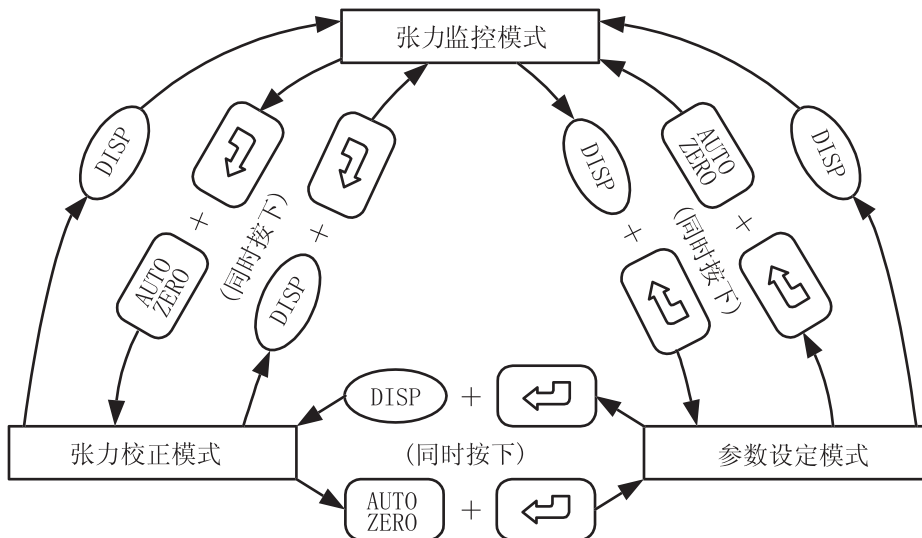 张力监控模式
DISP
+
AUTO
ZERO
(同时按下)
DISP
+
DISP
+
AUTO
ZERO
(同时按下)
+
DISP
DISP
+
张力校正模式
(同时按下)
参数设定模式
AUTO
ZERO
+